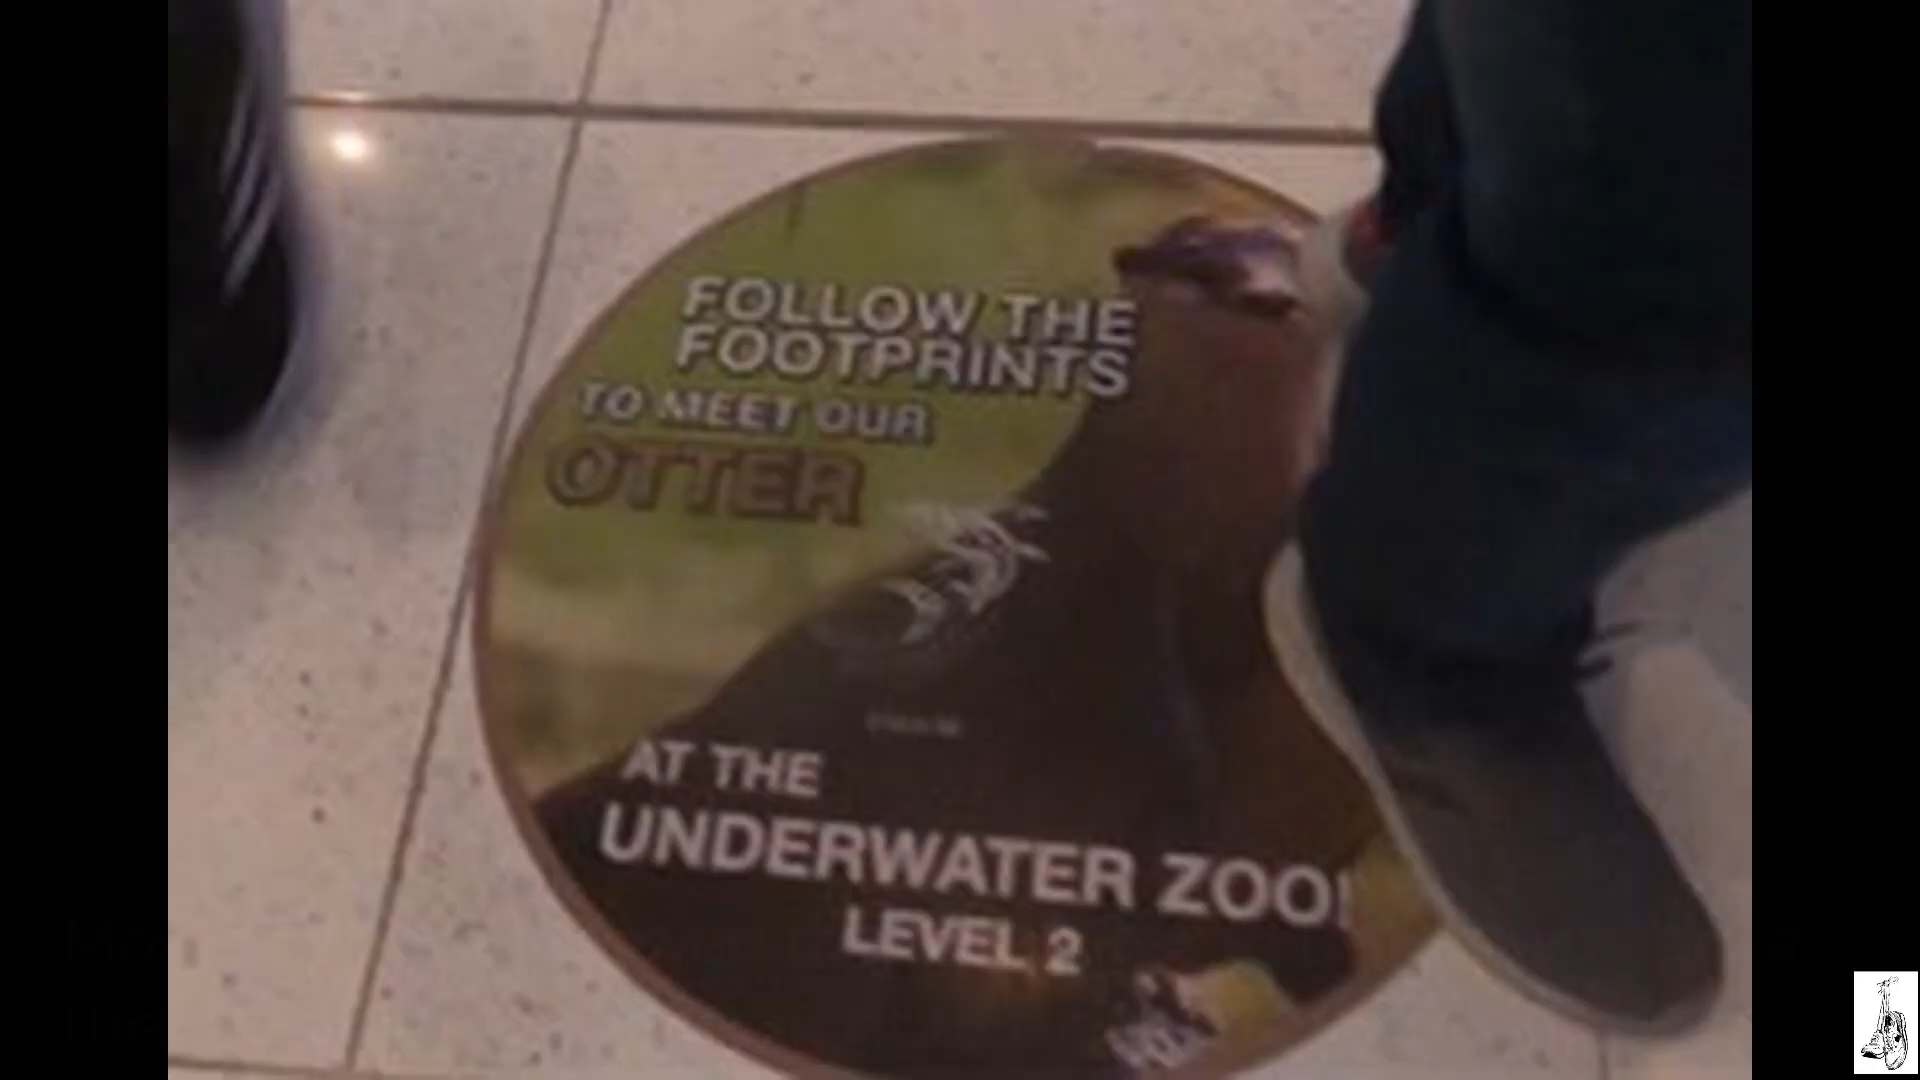 FOLLOW THE
FOOTPRINTS
TO MEET OUR
OTTER
AT THE
UNDERWATER ZOO!
LEVEL 2